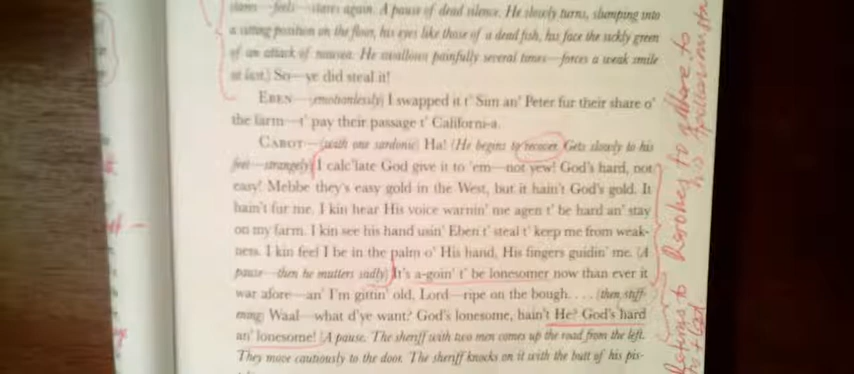 stares—feels—stares again. A pause of dead silence. He slowly turns, slumping into
a sitting position on the floor, his eyes like those of a dead fish, his face the sickly green
of an attack of nausea. He swallows painfully several times—forces a weak smile
at last.) So—ye did steal it!
EBEN—(emotionlessly) I swapped it t' Sim an' Peter fur their share o'
the farm—t' pay their passage t' Californi-a.
CABOT—(with one sardonic) Ha! (He begins to recover. Gets slowly to his
feet—strangely) I calc'late God give it to 'em—not yew! God's hard, not
easy! Mebbe they's easy gold in the West, but it hain't God's gold. It
hain't fur me. I kin hear His voice warnin' me agen t' be hard an' stay
on my farm. I kin see his hand usin' Eben t' steal t' keep me from weak-
ness. I kin feel I be in the palm o' His hand, His fingers guidin' me. (A
pause—then he mutters sadly) It's a-goin' t' be lonesomer now than ever it
war afore—an' I'm gittin' old, Lord—ripe on the bough. . . . (then stiff-
ening) Waal—what d'ye want? God's lonesome, hain't He? God's hard
an' lonesome! (A pause. The sheriff with two men comes up the road from the left.
They move cautiously to the door. The sheriff knocks on it with the butt of his pis-
Resolves to adhere to
his